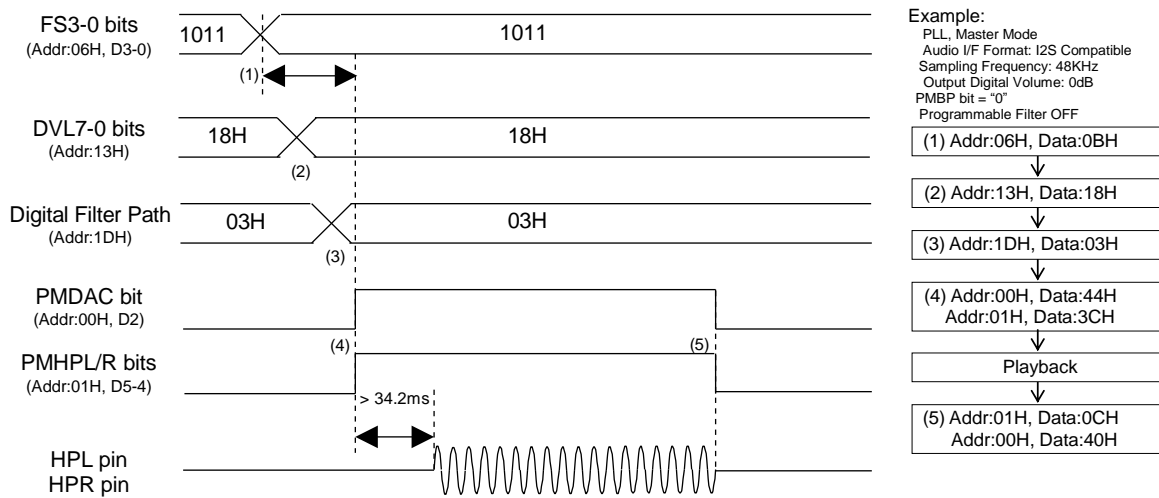 FS3-0 bits
(Addr:06H, D3-0)
1011
1011
(1)
DVL7-0 bits
(Addr:13H)
18H
18H
(2)
Digital Filter Path
(Addr:1DH)
03H
03H
(3)
PMDAC bit
(Addr:00H, D2)
(4)
(5)
PMHPL/R bits
(Addr:01H, D5-4)
> 34.2ms
HPL pin
HPR pin
Example:
PLL, Master Mode
Audio I/F Format: I2S Compatible
Sampling Frequency: 48KHz
Output Digital Volume: 0dB
PMBP bit = “0”
Programmable Filter OFF
(1) Addr:06H, Data:0BH
(2) Addr:13H, Data:18H
(3) Addr:1DH, Data:03H
(4) Addr:00H, Data:44H
Addr:01H, Data:3CH
Playback
(5) Addr:01H, Data:0CH
Addr:00H, Data:40H